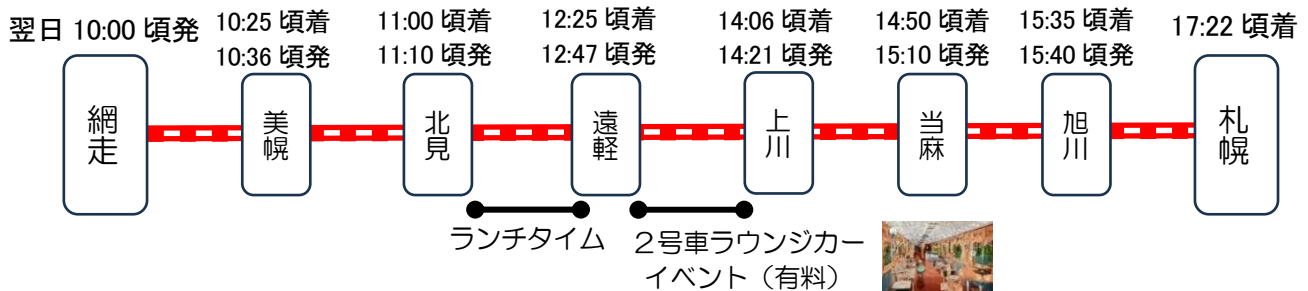 翌日 10:00 頃発
10:25 頃着
10:36 頃発
11:00 頃着
11:10 頃発
12:25 頃着
12:47 頃発
14:06 頃着
14:21 頃発
14:50 頃着
15:10 頃発
15:35 頃着
15:40 頃発
17:22 頃着
網走
美幌
北見
遠軽
上川
当麻
旭川
札幌
ランチタイム
２号車ラウンジカー
イベント（有料）